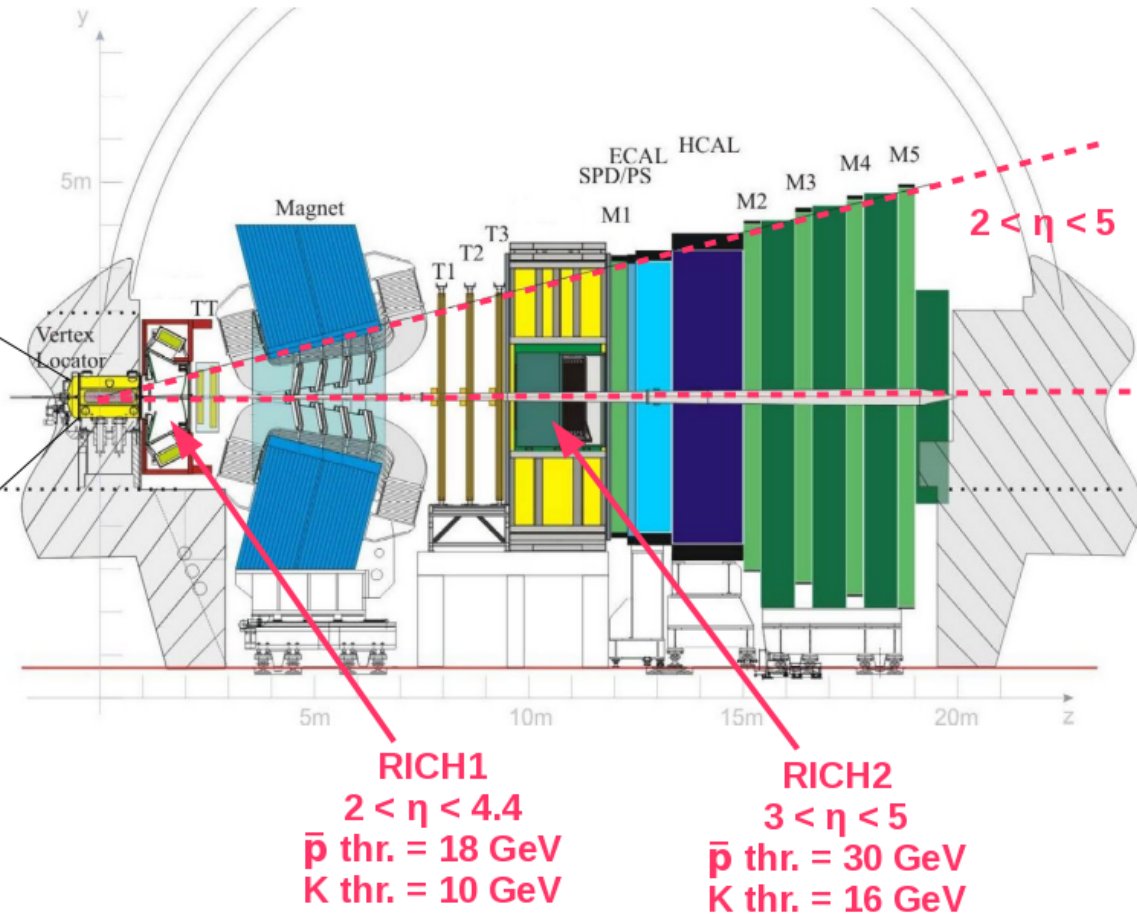 y
5m
Vertex
Locator
TT
Magnet
T1
T2
T3
SPD/PS
ECAL
HCAL
M1
M2
M3
M4
M5
2 < η < 5
5m
10m
15m
20m
z
RICH1
2 < η < 4.4
p̄ thr. = 18 GeV
K thr. = 10 GeV
RICH2
3 < η < 5
p̄ thr. = 30 GeV
K thr. = 16 GeV